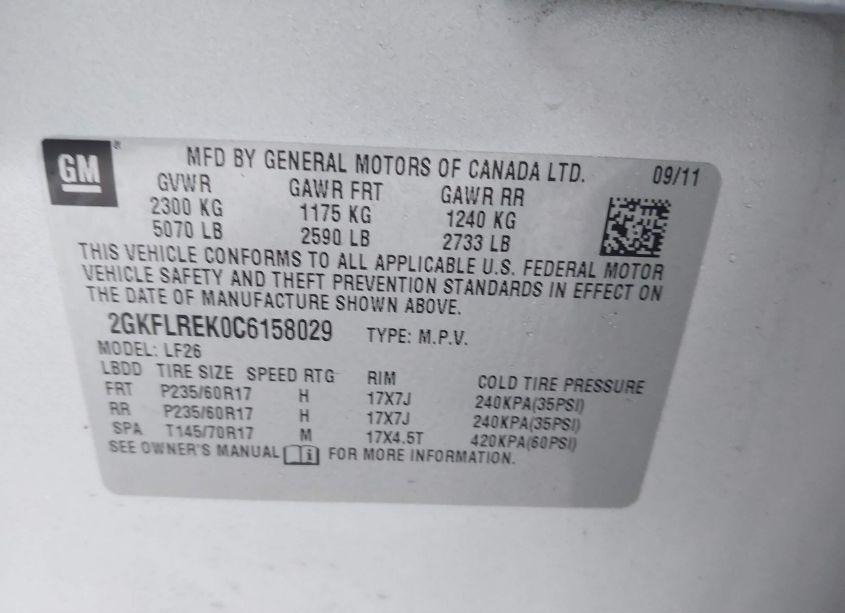 GM ®
MFD BY GENERAL MOTORS OF CANADA LTD. 09/11
GVWR GAWR FRT GAWR RR
2300 KG 1175 KG 1240 KG
5070 LB 2590 LB 2733 LB
THIS VEHICLE CONFORMS TO ALL APPLICABLE U.S. FEDERAL MOTOR
VEHICLE SAFETY AND THEFT PREVENTION STANDARDS IN EFFECT ON
THE DATE OF MANUFACTURE SHOWN ABOVE.
2GKFLREK0C6158029 TYPE: M.P.V.
MODEL: LF26
LBDD TIRE SIZE SPEED RTG RIM COLD TIRE PRESSURE
FRT P235/60R17 H 17X7J 240KPA(35PSI)
RR P235/60R17 H 17X7J 240KPA(35PSI)
SPA T145/70R17 M 17X4.5T 420KPA(60PSI)
SEE OWNER'S MANUAL i FOR MORE INFORMATION.